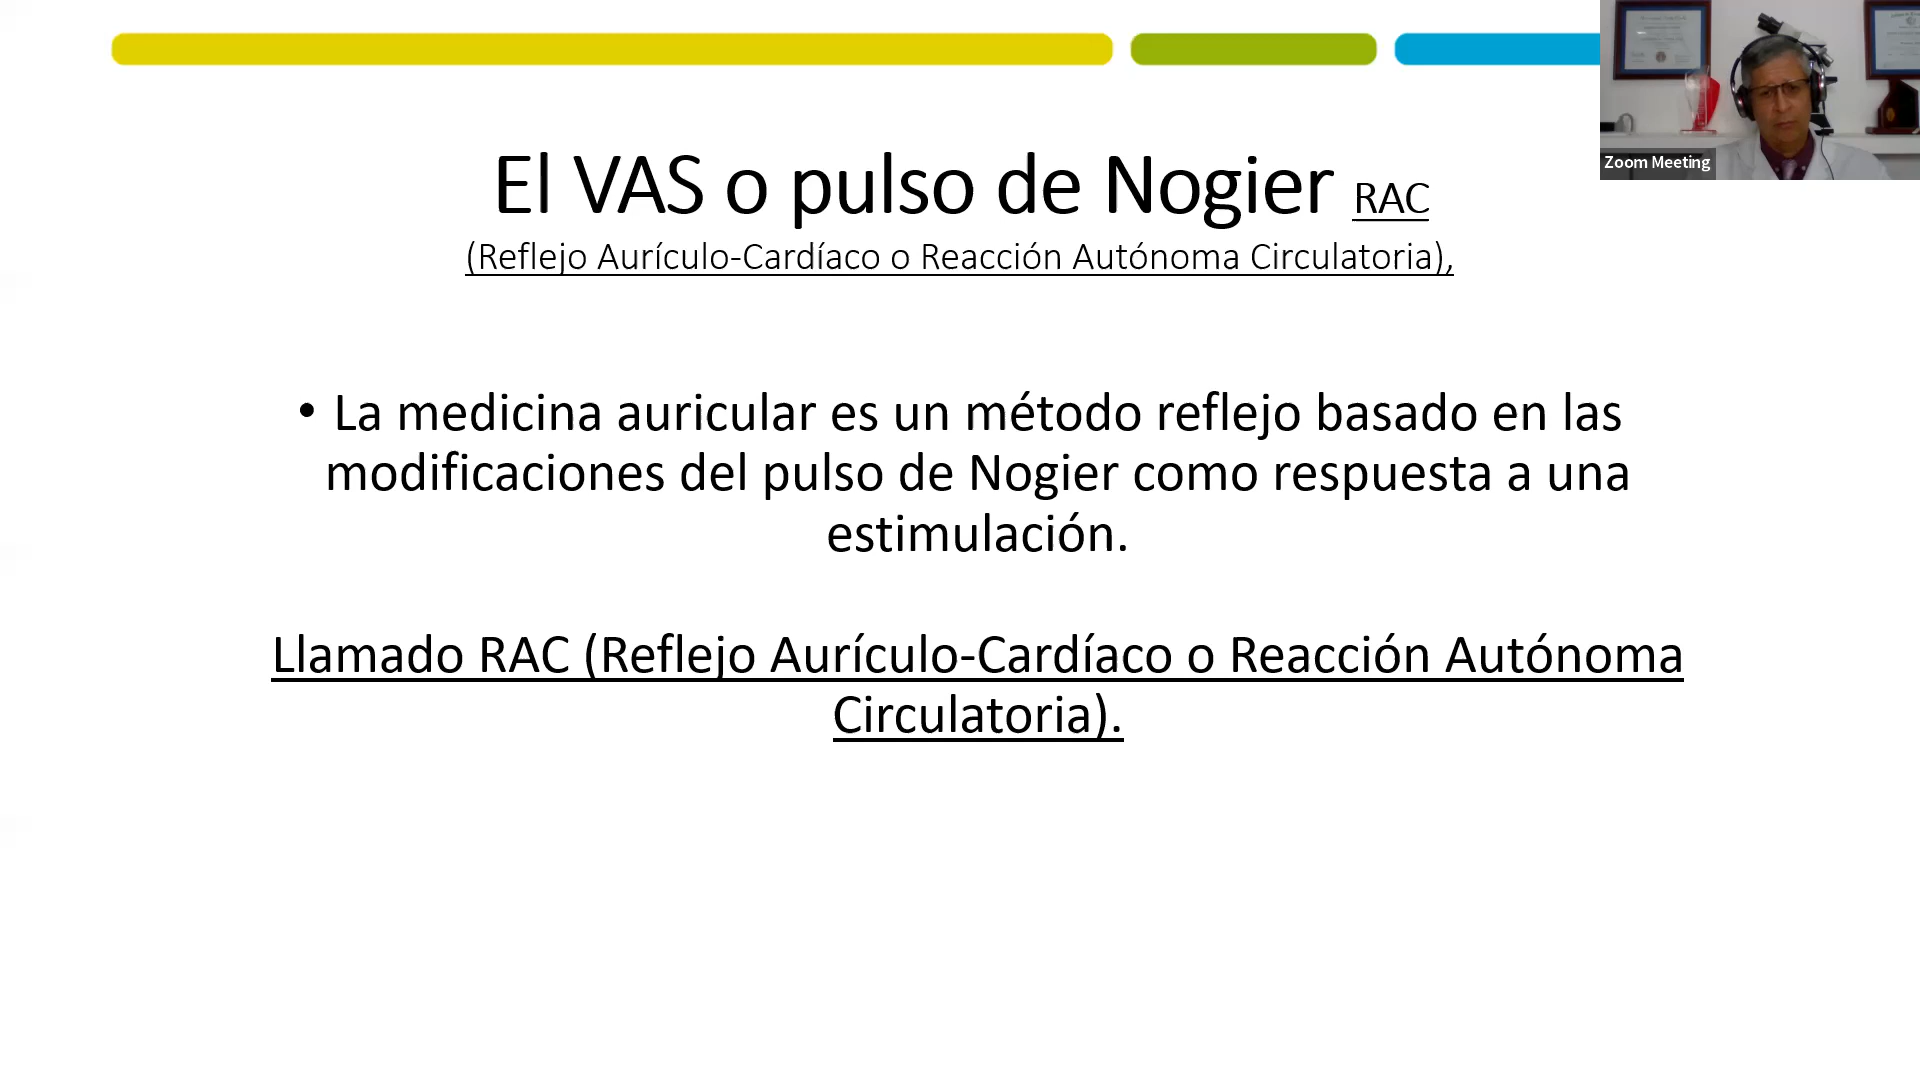 El VAS o pulso de Nogier RAC
(Reflejo Aurículo-Cardíaco o Reacción Autónoma Circulatoria),
Zoom Meeting
• La medicina auricular es un método reflejo basado en las
modificaciones del pulso de Nogier como respuesta a una
estimulación.
Llamado RAC (Reflejo Aurículo-Cardíaco o Reacción Autónoma
Circulatoria).